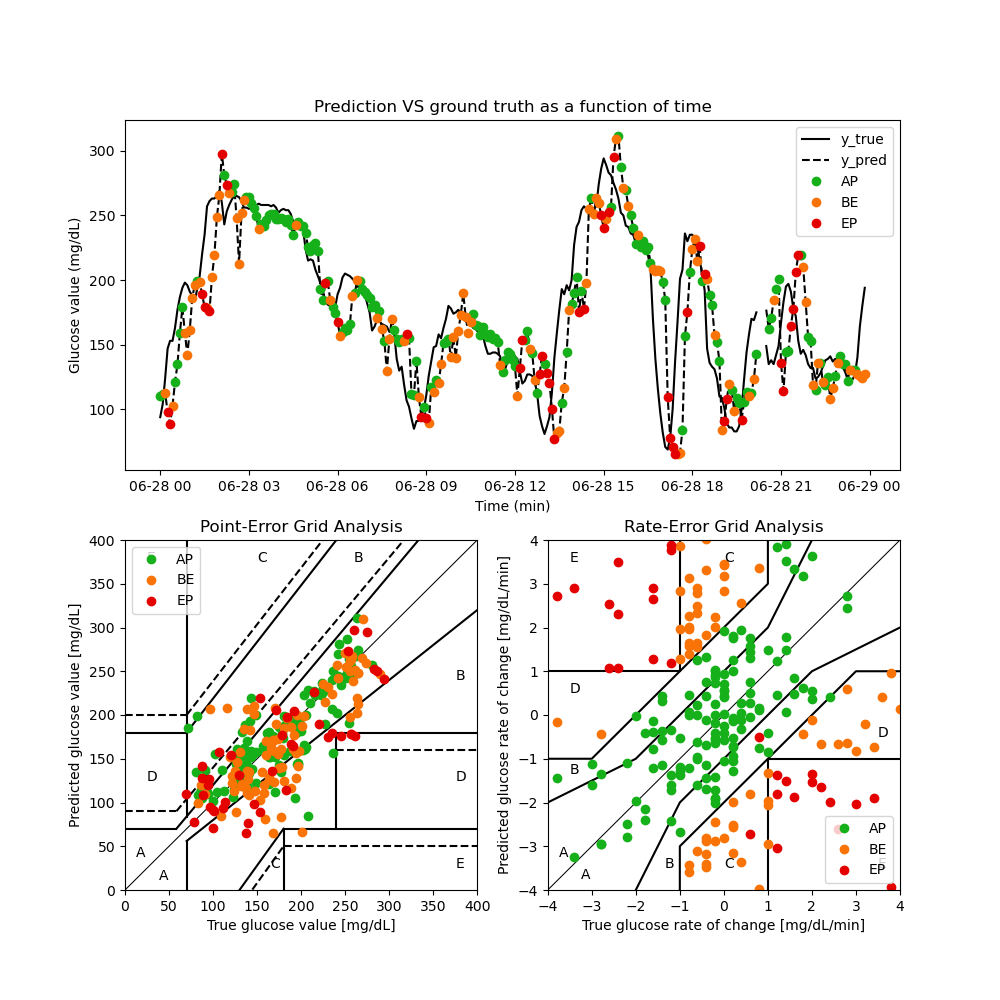 Prediction VS ground truth as a function of time
Glucose value (mg/dL)
300
250
200
150
100
y_true
y_pred
AP
BE
EP
06-28 00 06-28 03 06-28 06 06-28 09 06-28 12 06-28 15 06-28 18 06-28 21 06-29 00
Time (min)
Point-Error Grid Analysis
Predicted glucose value [mg/dL]
400
350
300
250
200
150
100
50
0
AP
BE
EP
C
B
B
D
D
A
A
C
E
0 50 100 150 200 250 300 350 400
True glucose value [mg/dL]
Rate-Error Grid Analysis
Predicted glucose rate of change [mg/dL/min]
4
3
2
1
0
−1
−2
−3
−4
E
C
D
D
B
A
A
B
C
AP
BE
EP
−4 −3 −2 −1 0 1 2 3 4
True glucose rate of change [mg/dL/min]